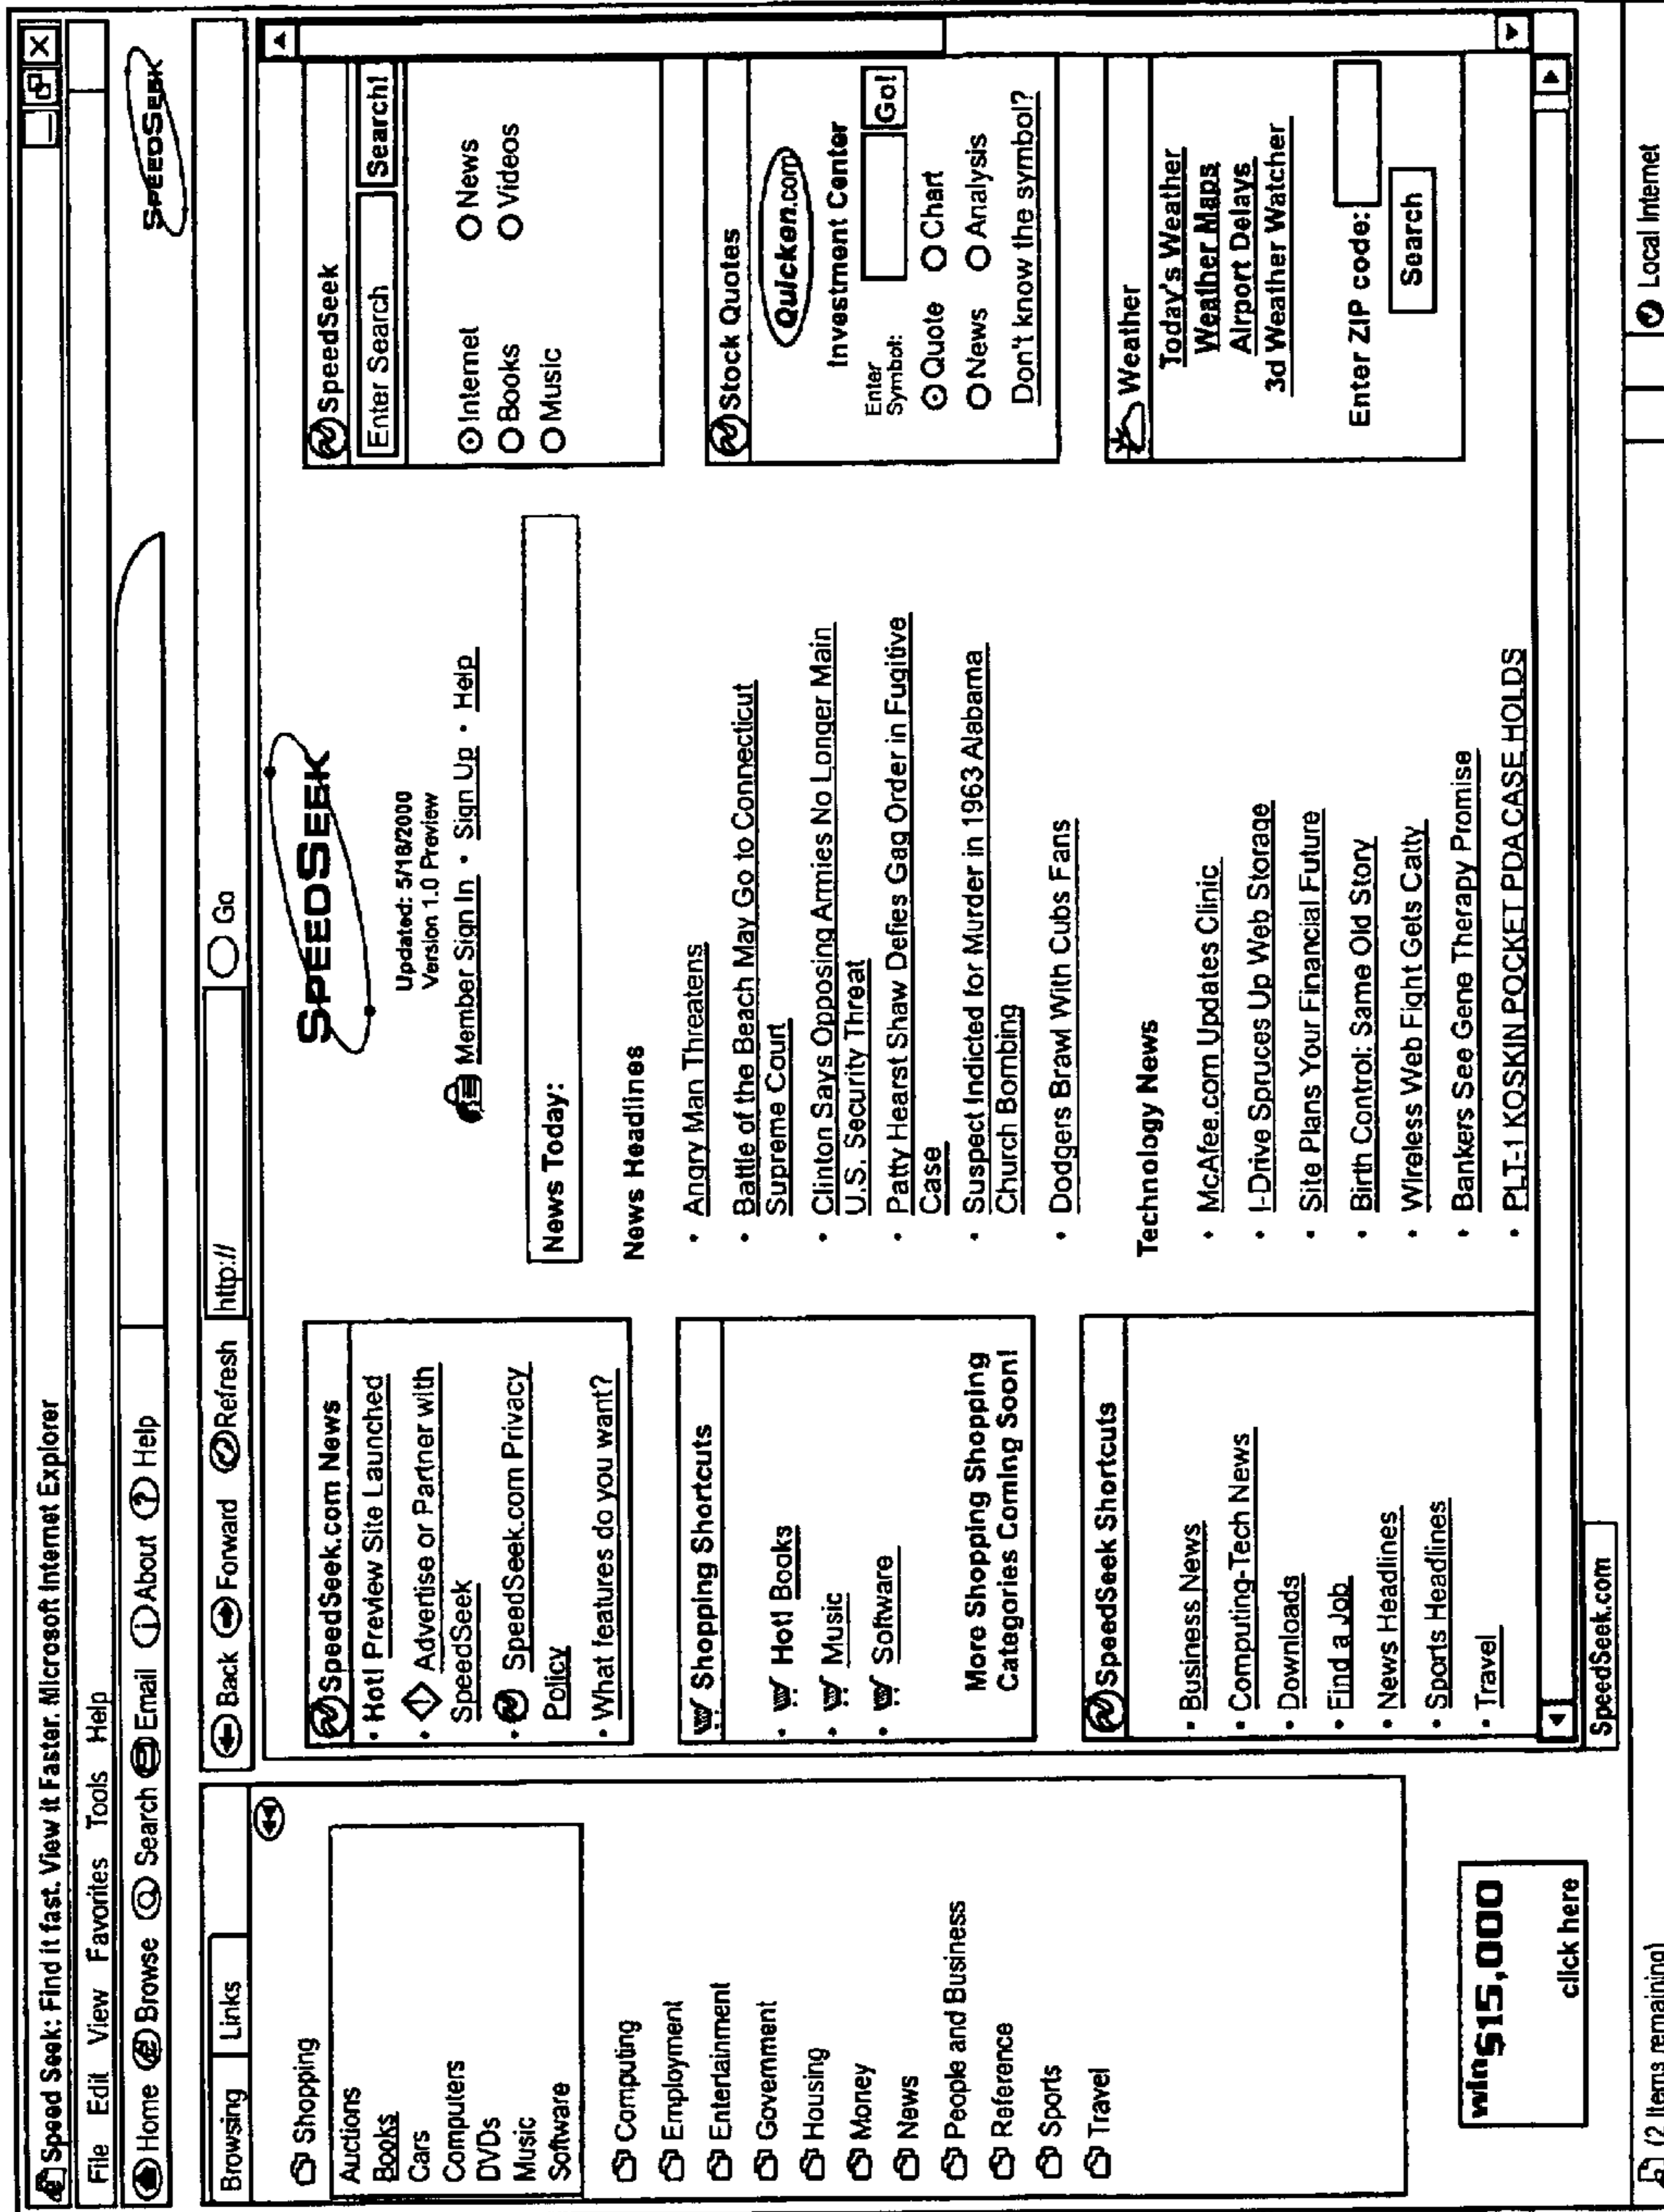 Speed Seek: Find it fast. View it Faster. Microsoft Internet Explorer
File Edit View Favorites Tools Help
Home Browse Search Email About Help
SPEEDSEEK
Browsing Links
Back Forward Refresh http:// Go
Shopping
Auctions
Books
Cars
Computers
DVDs
Music
Software
Computing
Employment
Entertainment
Government
Housing
Money
News
People and Business
Reference
Sports
Travel
win $15,000
click here
SpeedSeek.com News
• Hot! Preview Site Launched
• Advertise or Partner with
SpeedSeek
• SpeedSeek.com Privacy
Policy
• What features do you want?
Shopping Shortcuts
• Hot! Books
• Music
• Software
More Shopping Shopping
Categories Coming Soon!
SpeedSeek Shortcuts
• Business News
• Computing-Tech News
• Downloads
• Find a Job
• News Headlines
• Sports Headlines
• Travel
SPEEDSEEK
Updated: 5/16/2000
Version 1.0 Preview
Member Sign In • Sign Up • Help
News Today:
News Headlines
• Angry Man Threatens
• Battle of the Beach May Go to Connecticut
Supreme Court
• Clinton Says Opposing Armies No Longer Main
U.S. Security Threat
• Patty Hearst Shaw Defies Gag Order in Fugitive
Case
• Suspect Indicted for Murder in 1963 Alabama
Church Bombing
• Dodgers Brawl With Cubs Fans
Technology News
• McAfee.com Updates Clinic
• I-Drive Spruces Up Web Storage
• Site Plans Your Financial Future
• Birth Control: Same Old Story
• Wireless Web Fight Gets Catty
• Bankers See Gene Therapy Promise
• PLT-1 KOSKIN POCKET PDA CASE HOLDS
SpeedSeek
Enter Search Search!
Internet News
Books Videos
Music
Stock Quotes
Quicken.com
Investment Center
Enter
Symbol: Go!
Quote Chart
News Analysis
Don't know the symbol?
Weather
Today's Weather
Weather Maps
Airport Delays
3d Weather Watcher
Enter ZIP code:
Search
SpeedSeek.com
(2 Items remaining) Local Internet